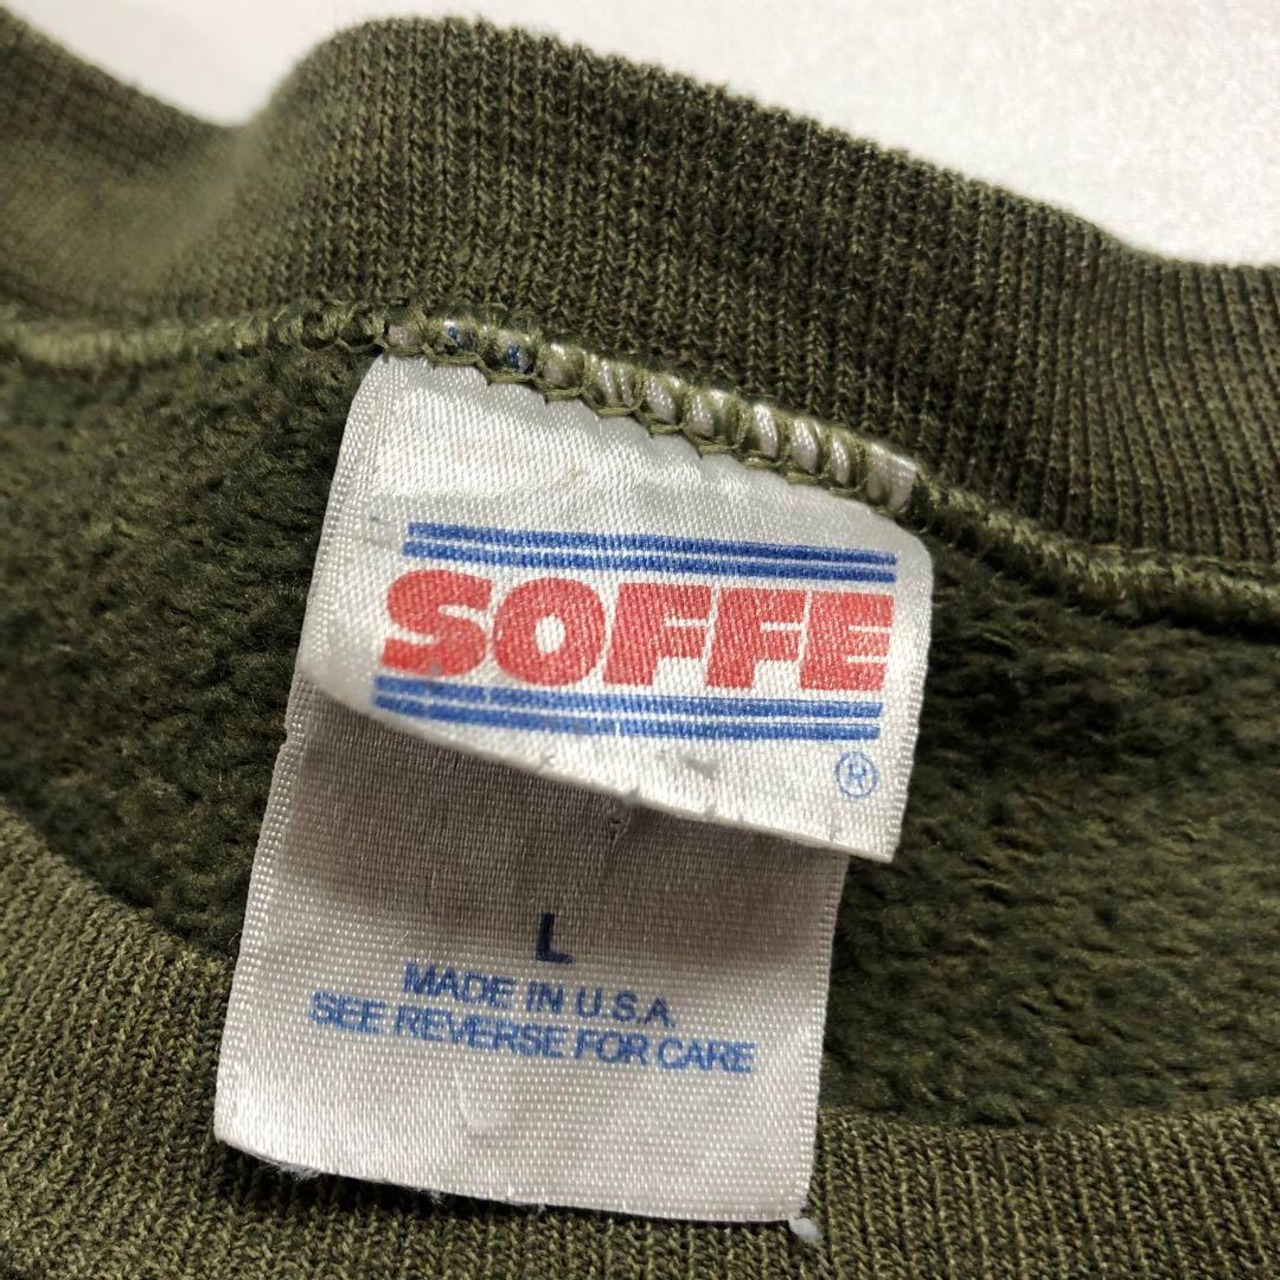 SOFFE
®
L
MADE IN U.S.A.
SEE REVERSE FOR CARE